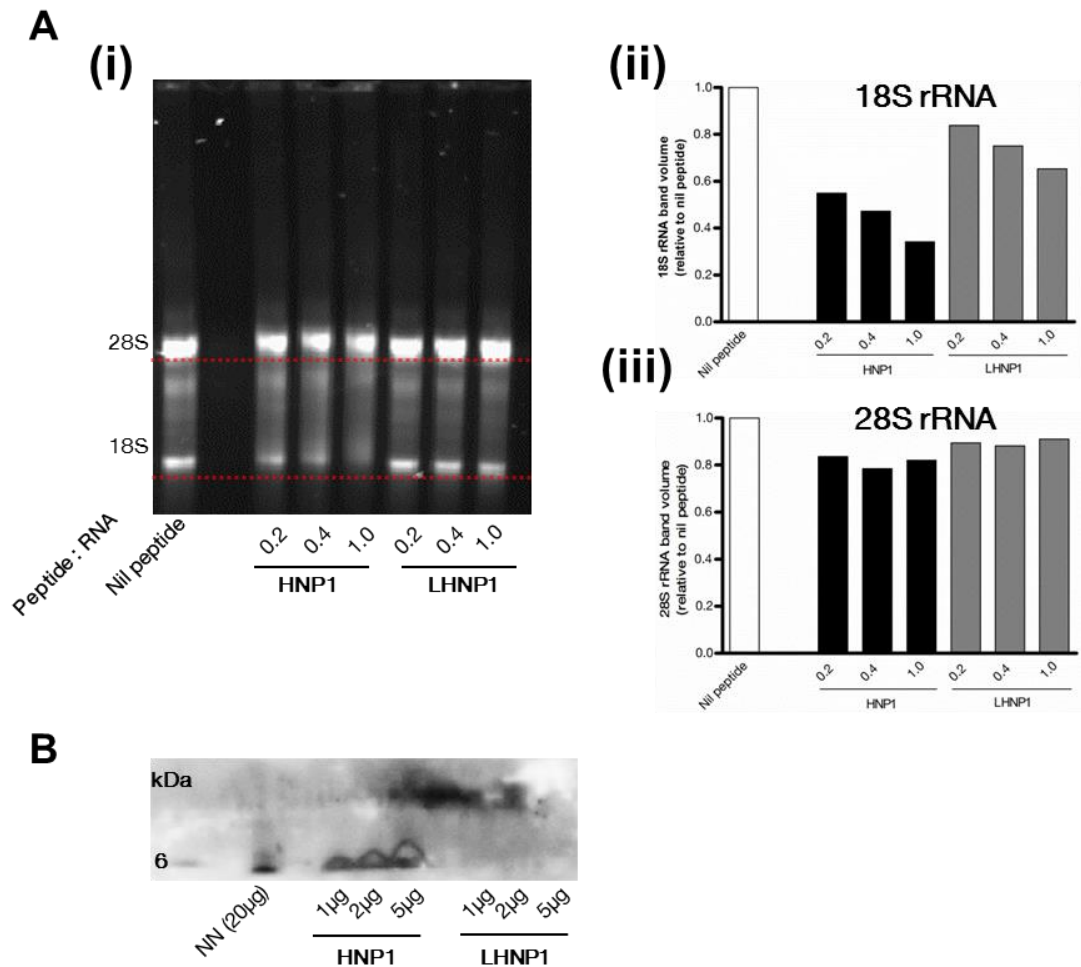 A
(i)
28S
18S
Peptide : RNA
Nil peptide
0.2
0.4
1.0
0.2
0.4
1.0
HNP1
LHNP1
(ii)
18S rRNA
18S rRNA band volume
(relative to nil peptide)
1.0
0.8
0.6
0.4
0.2
0.0
Nil peptide
0.2
0.4
1.0
0.2
0.4
1.0
HNP1
LHNP1
(iii)
28S rRNA
28S rRNA band volume
(relative to nil peptide)
1.0
0.8
0.6
0.4
0.2
0.0
Nil peptide
0.2
0.4
1.0
0.2
0.4
1.0
HNP1
LHNP1
B
kDa
6
NN (20µg)
1µg
2µg
5µg
1µg
2µg
5µg
HNP1
LHNP1